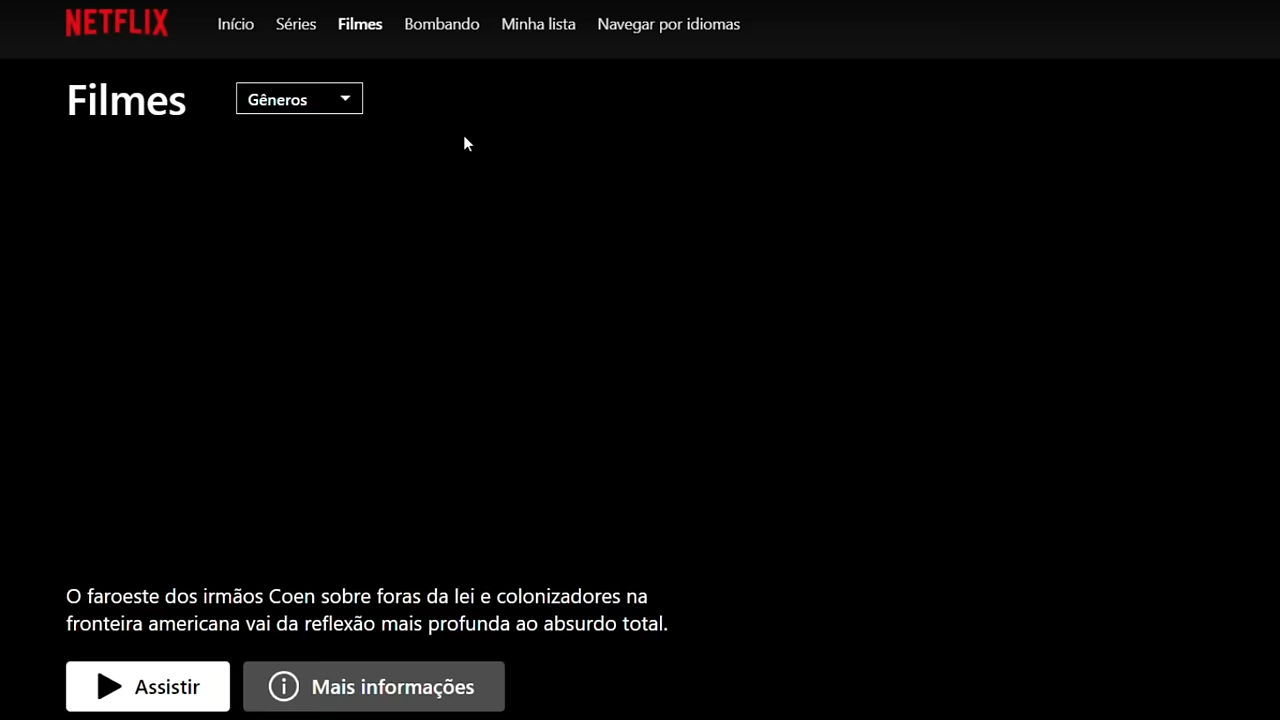 NETFLIX Início Séries Filmes Bombando Minha lista Navegar por idiomas
Filmes Gêneros
O faroeste dos irmãos Coen sobre foras da lei e colonizadores na
fronteira americana vai da reflexão mais profunda ao absurdo total.
Assistir Mais informações